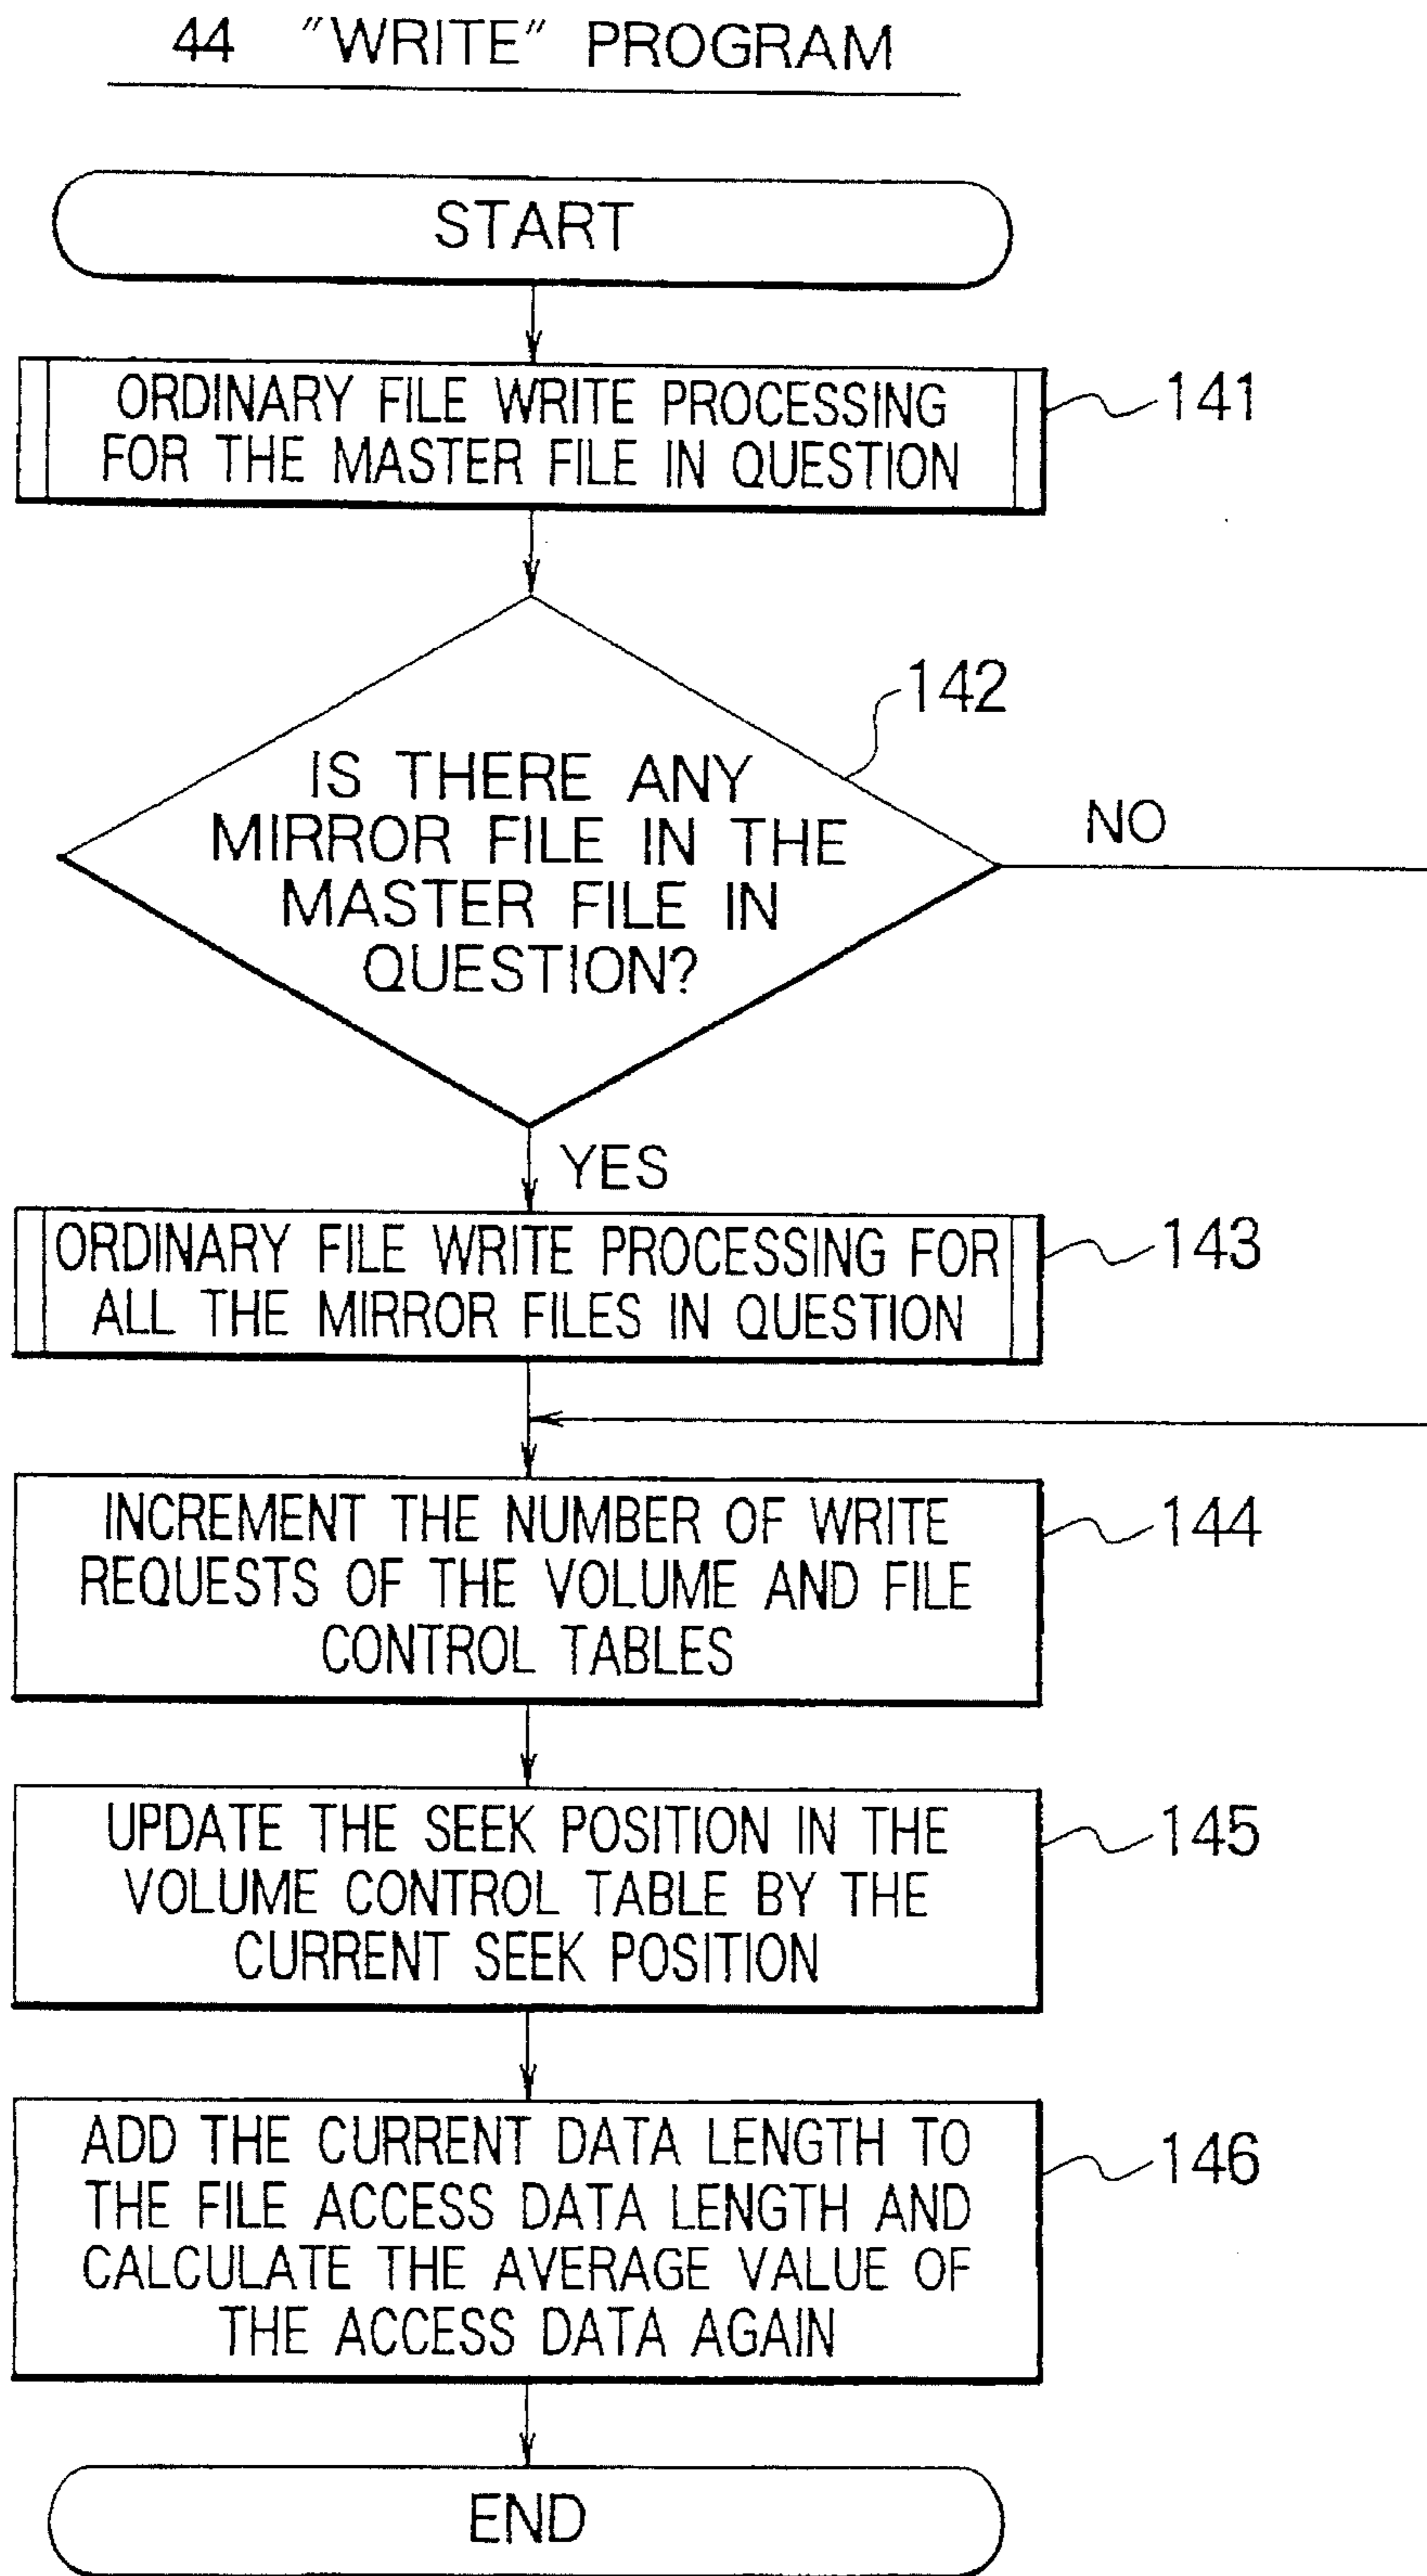 44 "WRITE" PROGRAM
START
ORDINARY FILE WRITE PROCESSING
FOR THE MASTER FILE IN QUESTION
141
142
IS THERE ANY
MIRROR FILE IN THE
MASTER FILE IN
QUESTION?
NO
YES
ORDINARY FILE WRITE PROCESSING FOR
ALL THE MIRROR FILES IN QUESTION
143
INCREMENT THE NUMBER OF WRITE
REQUESTS OF THE VOLUME AND FILE
CONTROL TABLES
144
UPDATE THE SEEK POSITION IN THE
VOLUME CONTROL TABLE BY THE
CURRENT SEEK POSITION
145
ADD THE CURRENT DATA LENGTH TO
THE FILE ACCESS DATA LENGTH AND
CALCULATE THE AVERAGE VALUE OF
THE ACCESS DATA AGAIN
146
END